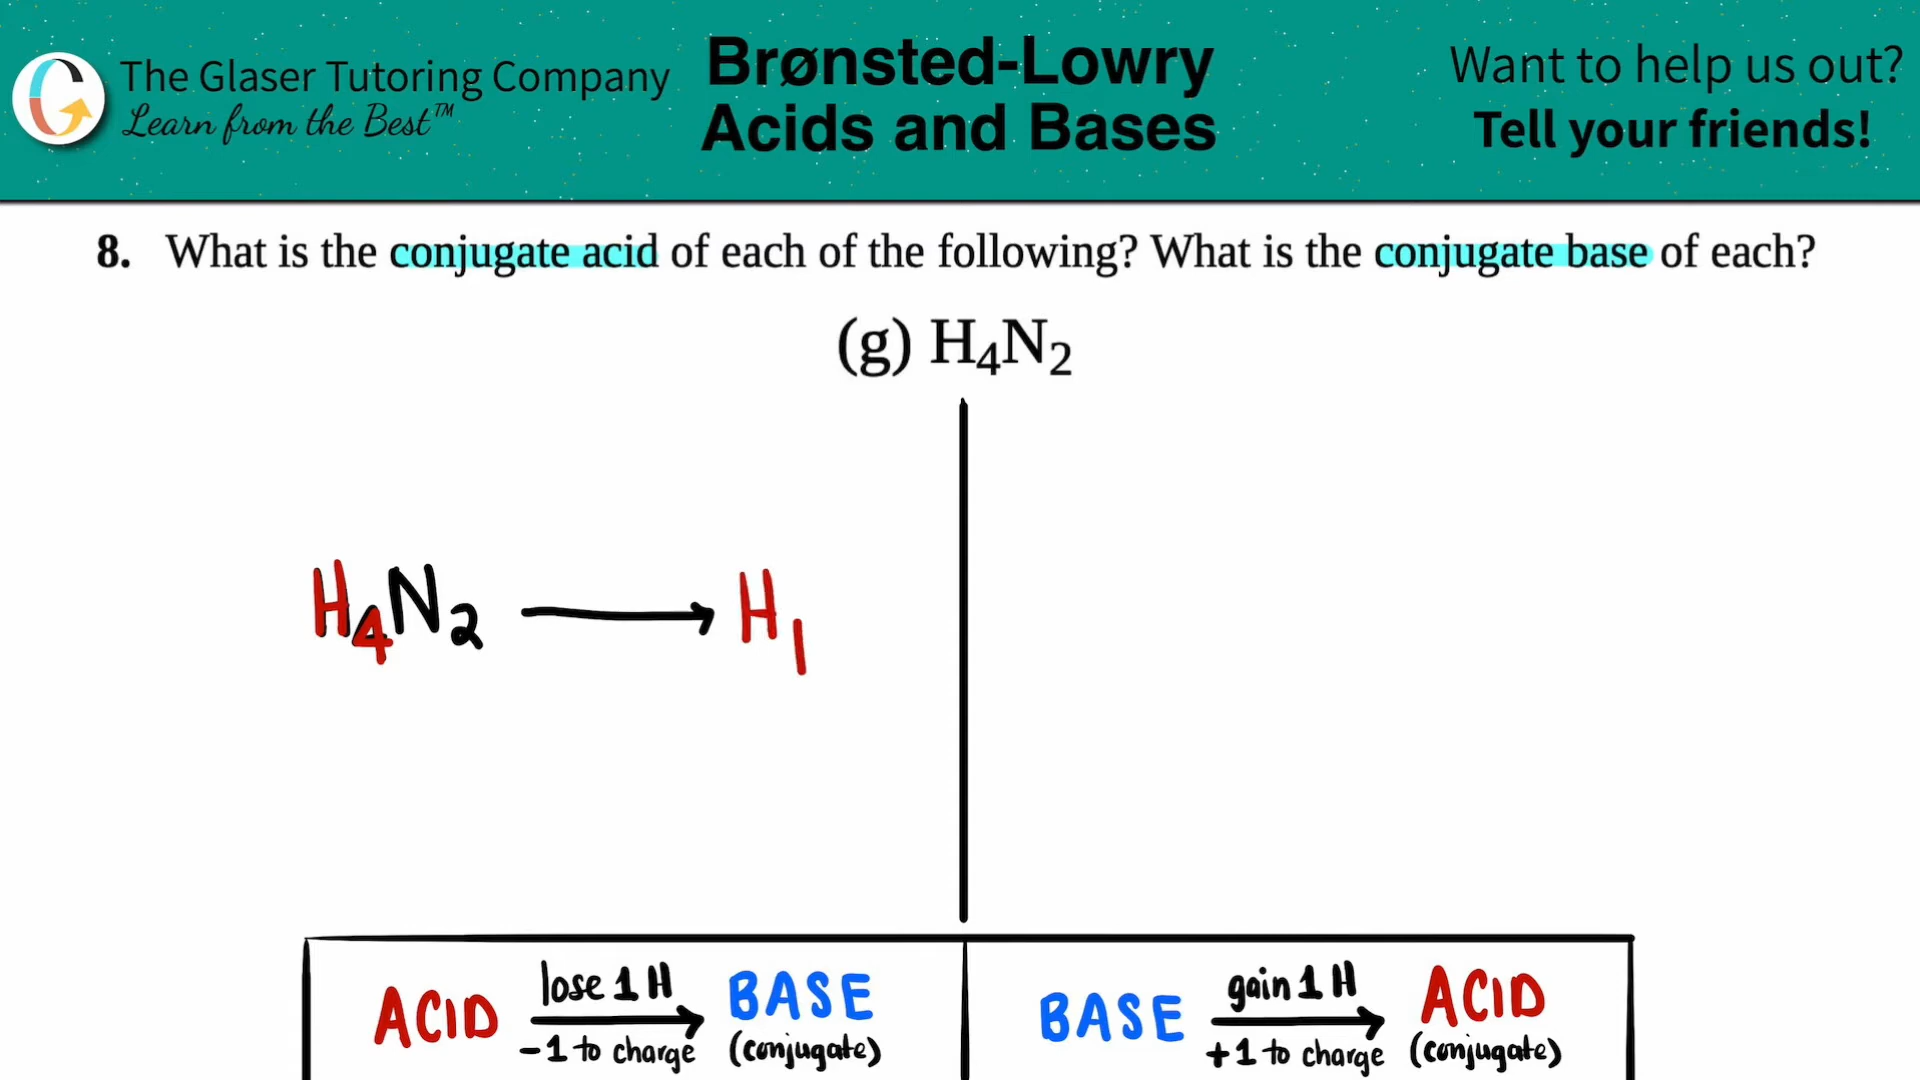 The Glaser Tutoring Company
Learn from the Best™
Brønsted-Lowry
Acids and Bases
Want to help us out?
Tell your friends!
8. What is the conjugate acid of each of the following? What is the conjugate base of each?
(g) H₄N₂
H₄N₂ ⟶ H₁
ACID lose 1 H BASE
-1 to charge (conjugate)
BASE gain 1 H ACID
+1 to charge (conjugate)